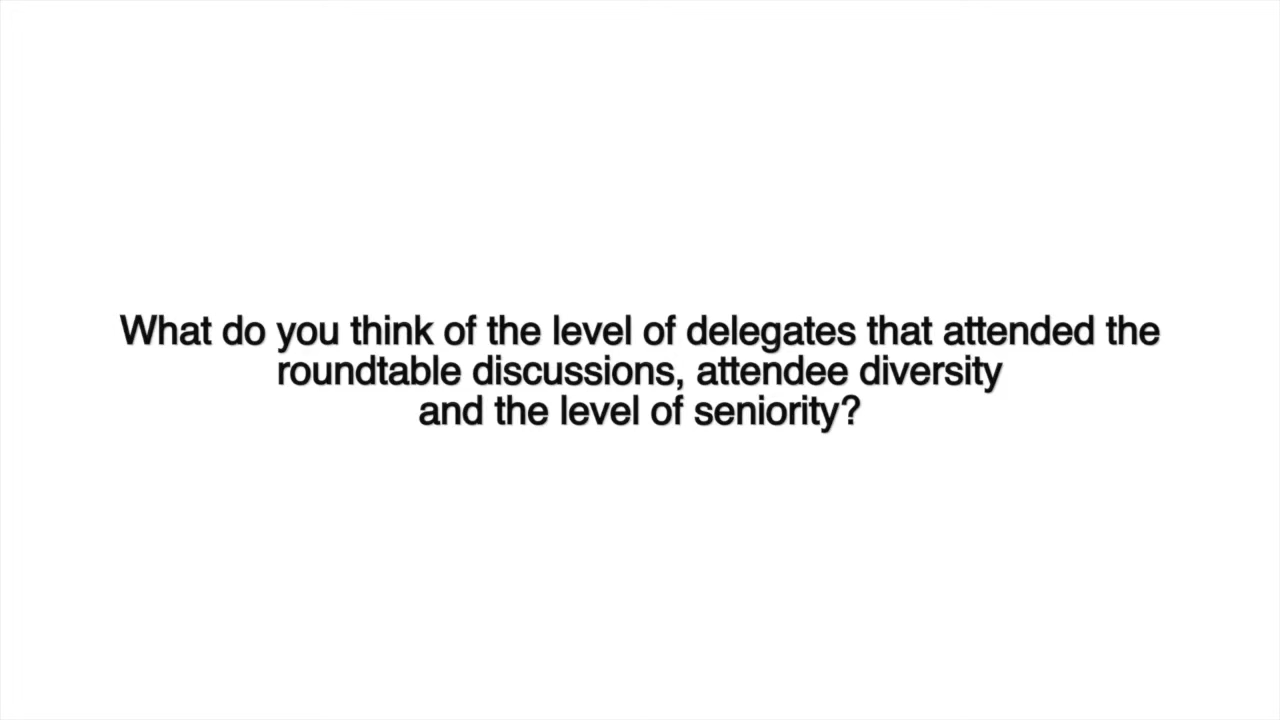 What do you think of the level of delegates that attended the
roundtable discussions, attendee diversity
and the level of seniority?